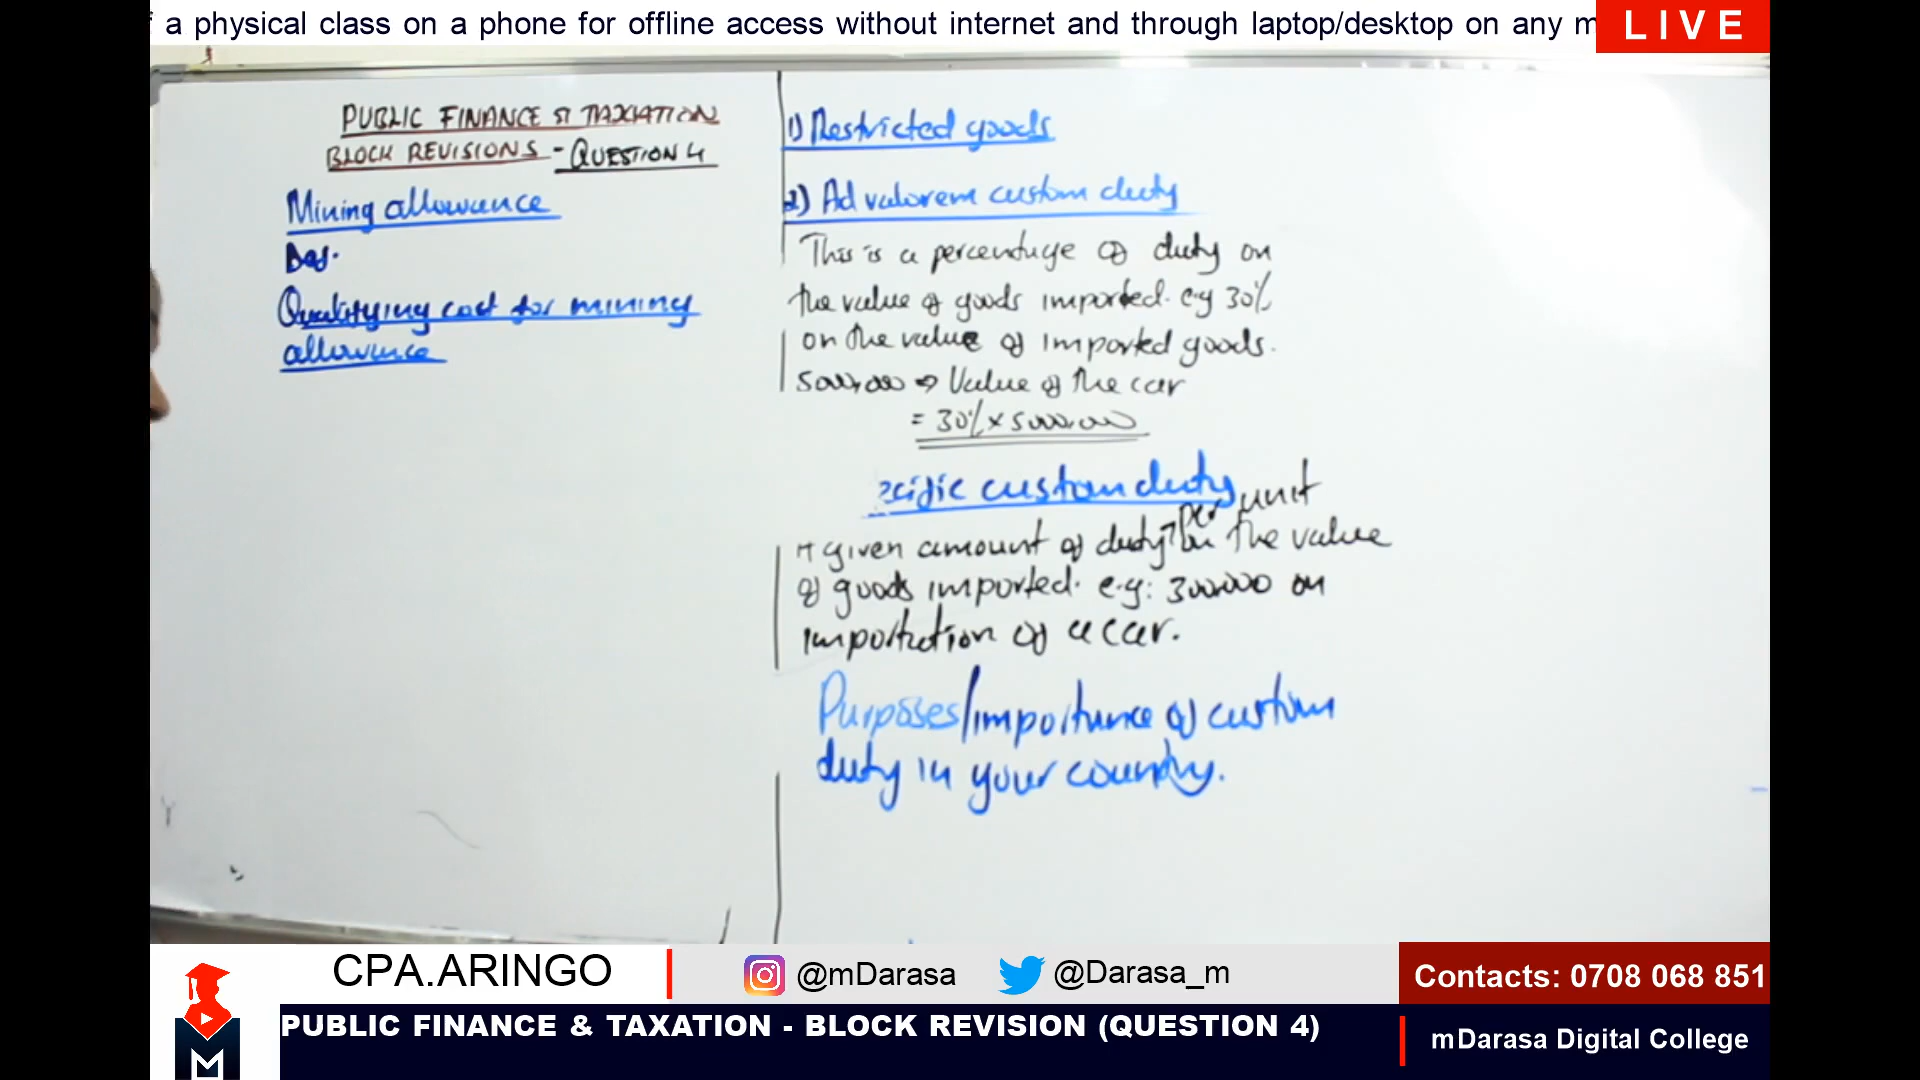 f a physical class on a phone for offline access without internet and through laptop/desktop on any m
LIVE
PUBLIC FINANCE & TAXIATION
BLOCK REVISIONS - QUESTION 4
Mining allowance
Qualifying cost for mining
allowance
1) Restricted goods
2) Ad valorem custom duty
This is a percentage of duty on
the value of goods imported. e.g 30%
on the value of imported goods.
5000,000 => Value of the car
= 30% x 5000,000
ecific custom duty
per unit
A given amount of duty on the value
of goods imported. e.g: 300,000 on
importation of a car.
Purposes/importance of custom
duty in your country.
CPA.ARINGO
@mDarasa
@Darasa_m
Contacts: 0708 068 851
M
PUBLIC FINANCE & TAXATION - BLOCK REVISION (QUESTION 4)
mDarasa Digital College